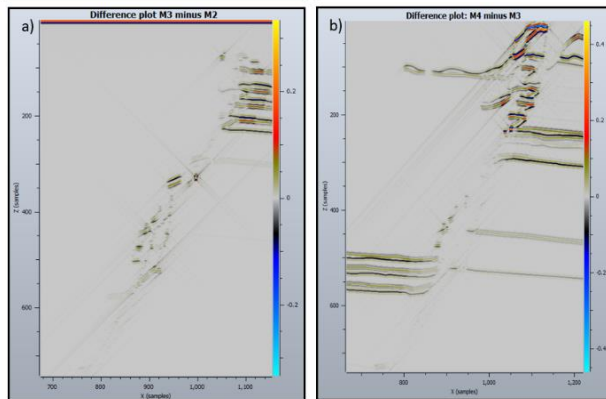 a)
Difference plot M3 minus M2
200
400
600
Z (samples)
700
800
900
1,000
1,100
X (samples)
0.2
0
-0.2
b)
Difference plot: M4 minus M3
200
400
600
Z (samples)
800
1,000
1,200
X (samples)
0.4
0.2
0
-0.2
-0.4